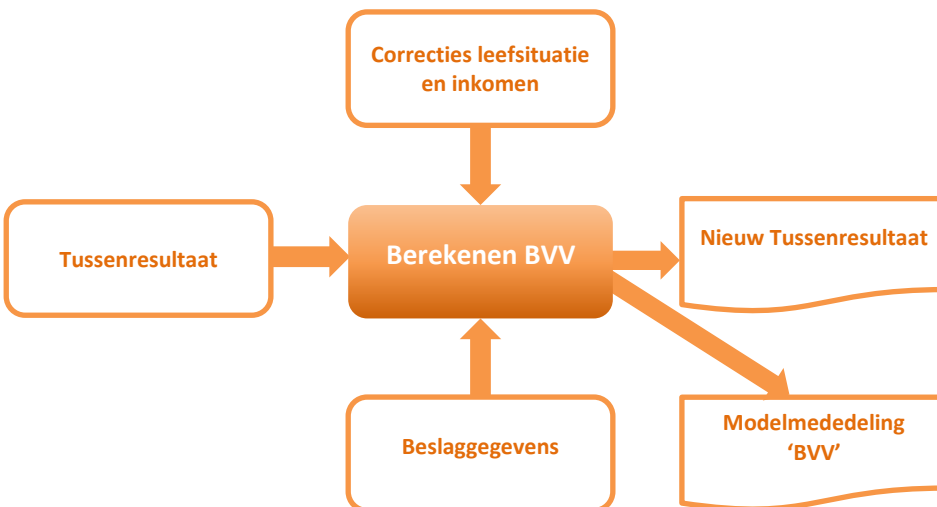 Correcties leefsituatie
en inkomen
Tussenresultaat
Berekenen BVV
Nieuw Tussenresultaat
Beslaggegevens
Modelmededeling
‘BVV’